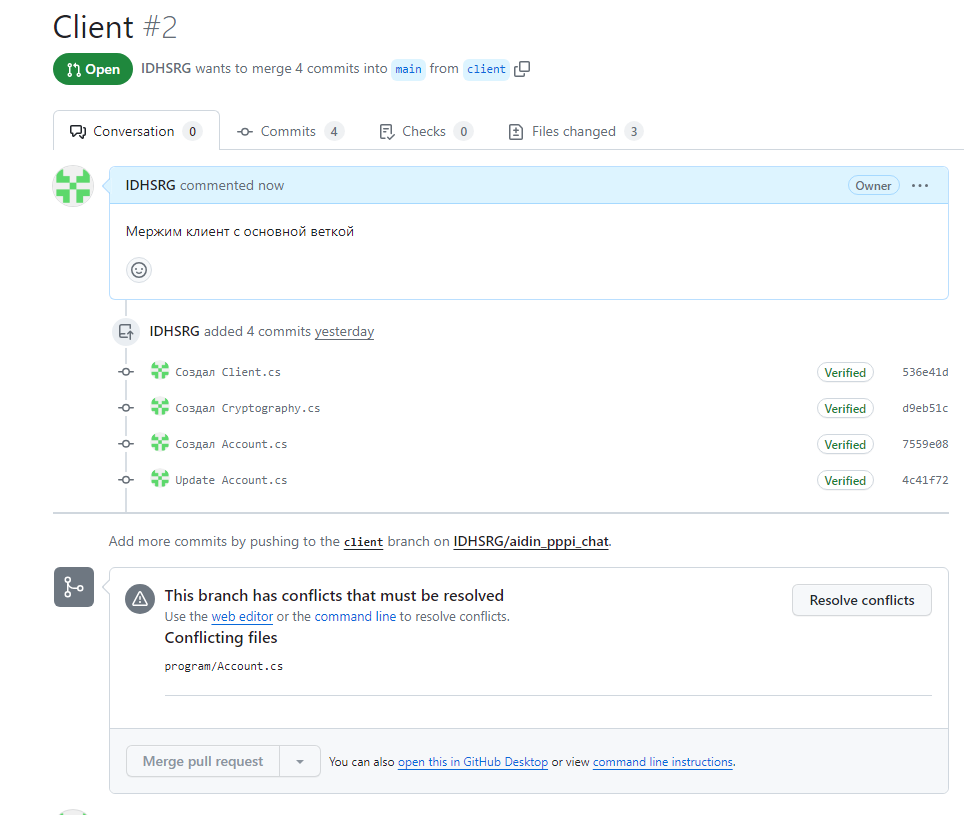 Client #2
Open IDHSRG wants to merge 4 commits into main from client
Conversation 0 Commits 4 Checks 0 Files changed 3
IDHSRG commented now Owner
Мержим клиент с основной веткой
IDHSRG added 4 commits yesterday
Создал Client.cs Verified 536e41d
Создал Cryptography.cs Verified d9eb51c
Создал Account.cs Verified 7559e08
Update Account.cs Verified 4c41f72
Add more commits by pushing to the client branch on IDHSRG/aidin_pppi_chat.
This branch has conflicts that must be resolved
Resolve conflicts
Use the web editor or the command line to resolve conflicts.
Conflicting files
program/Account.cs
Merge pull request You can also open this in GitHub Desktop or view command line instructions.